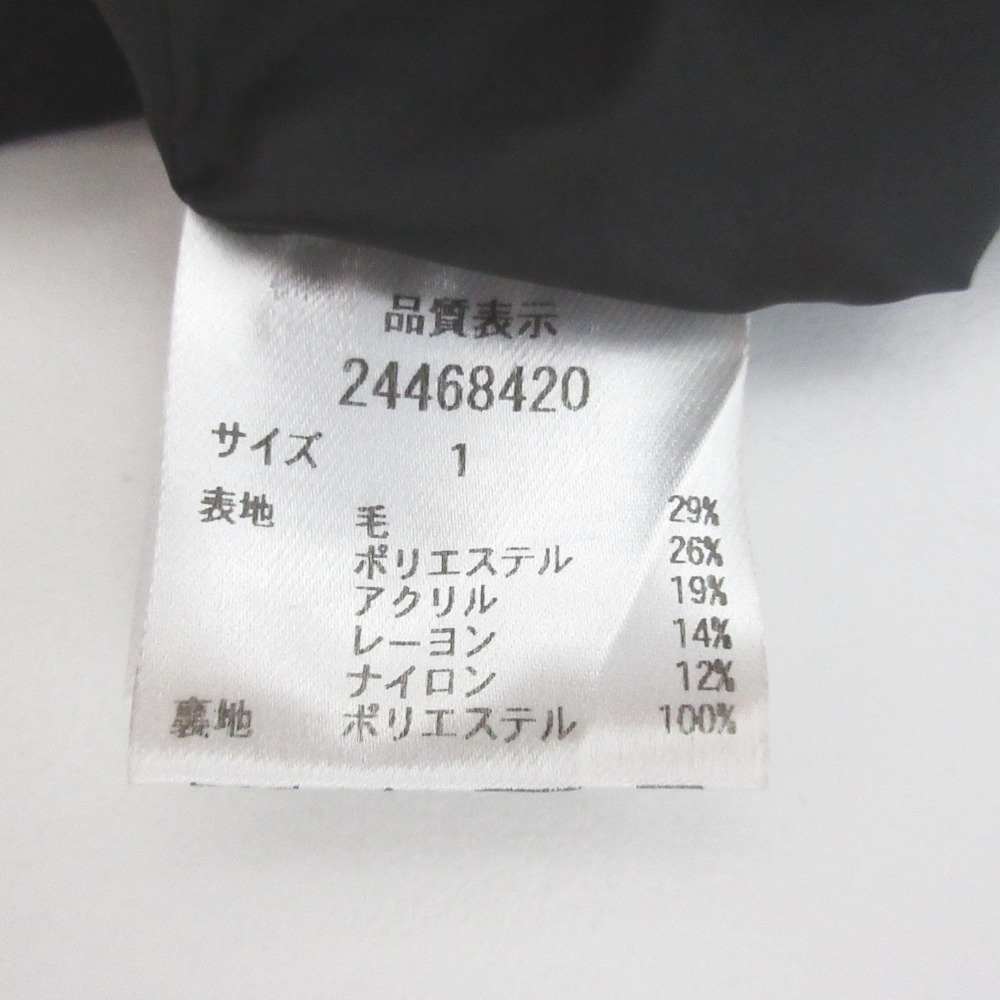 品質表示
24468420
サイズ 1
表地 毛 29%
ポリエステル 26%
アクリル 19%
レーヨン 14%
ナイロン 12%
裏地 ポリエステル 100%